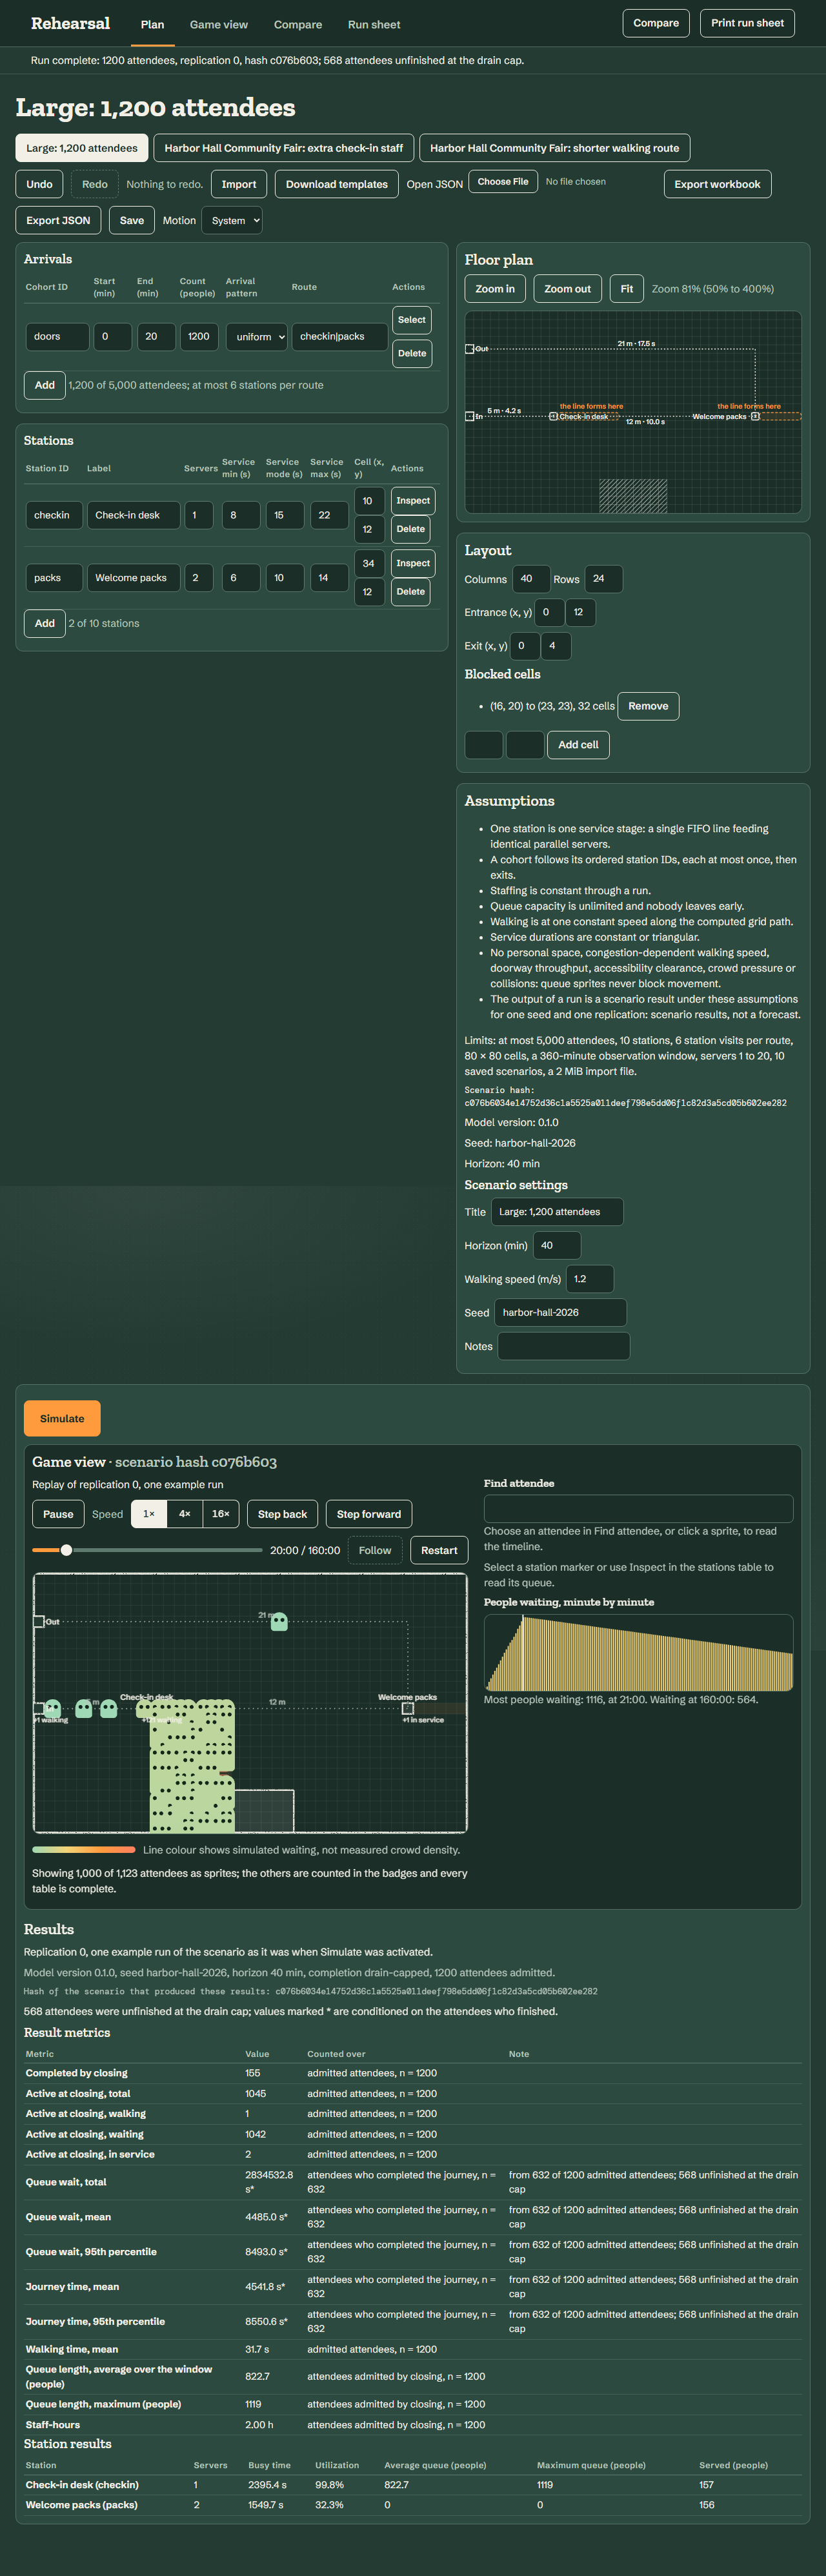 Rehearsal
Plan
Game view
Compare
Run sheet
Compare
Print run sheet
Run complete: 1200 attendees, replication 0, hash c076b603; 568 attendees unfinished at the drain cap.
Large: 1,200 attendees
Large: 1,200 attendees
Harbor Hall Community Fair: extra check-in staff
Harbor Hall Community Fair: shorter walking route
Undo
Redo
Nothing to redo.
Import
Download templates
Open JSON
Choose File
No file chosen
Export workbook
Export JSON
Save
Motion
System
Arrivals
Cohort ID
Start (min)
End (min)
Count (people)
Arrival pattern
Route
Actions
doors
0
20
1200
uniform
checkin|packs
Select
Delete
Add
1,200 of 5,000 attendees; at most 6 stations per route
Stations
Station ID
Label
Servers
Service min (s)
Service mode (s)
Service max (s)
Cell (x, y)
Actions
checkin
Check-in desk
1
8
15
22
10
12
Inspect
Delete
packs
Welcome packs
2
6
10
14
34
12
Inspect
Delete
Add
2 of 10 stations
Floor plan
Zoom in
Zoom out
Fit
Zoom 81% (50% to 400%)
Out
21 m · 17.5 s
the line forms here
the line forms here
In
5 m · 4.2 s
Check-in desk
12 m · 10.0 s
Welcome packs
Layout
Columns
40
Rows
24
Entrance (x, y)
0
12
Exit (x, y)
0
4
Blocked cells
• (16, 20) to (23, 23), 32 cells
Remove
Add cell
Assumptions
• One station is one service stage: a single FIFO line feeding
identical parallel servers.
• A cohort follows its ordered station IDs, each at most once, then
exits.
• Staffing is constant through a run.
• Queue capacity is unlimited and nobody leaves early.
• Walking is at one constant speed along the computed grid path.
• Service durations are constant or triangular.
• No personal space, congestion-dependent walking speed,
doorway throughput, accessibility clearance, crowd pressure or
collisions: queue sprites never block movement.
• The output of a run is a scenario result under these assumptions
for one seed and one replication: scenario results, not a forecast.
Limits: at most 5,000 attendees, 10 stations, 6 station visits per route,
80 × 80 cells, a 360-minute observation window, servers 1 to 20, 10
saved scenarios, a 2 MiB import file.
Scenario hash:
c076b6034e14752d36c1a5525a011deef798e5dd06f1c82d3a5cd05b602ee282
Model version: 0.1.0
Seed: harbor-hall-2026
Horizon: 40 min
Scenario settings
Title
Large: 1,200 attendees
Horizon (min)
40
Walking speed (m/s)
1.2
Seed
harbor-hall-2026
Notes
Simulate
Game view · scenario hash c076b603
Replay of replication 0, one example run
Pause
Speed
1×
4×
16×
Step back
Step forward
20:00 / 160:00
Follow
Restart
Out
21 m
Check-in desk
12 m
Welcome packs
+1 walking
+1 in service
Line colour shows simulated waiting, not measured crowd density.
Showing 1,000 of 1,123 attendees as sprites; the others are counted in the badges and every
table is complete.
Find attendee
Choose an attendee in Find attendee, or click a sprite, to read
the timeline.
Select a station marker or use Inspect in the stations table to
read its queue.
People waiting, minute by minute
Most people waiting: 1116, at 21:00. Waiting at 160:00: 564.
Results
Replication 0, one example run of the scenario as it was when Simulate was activated.
Model version 0.1.0, seed harbor-hall-2026, horizon 40 min, completion drain-capped, 1200 attendees admitted.
Hash of the scenario that produced these results: c076b6034e14752d36c1a5525a011deef798e5dd06f1c82d3a5cd05b602ee282
568 attendees were unfinished at the drain cap; values marked * are conditioned on the attendees who finished.
Result metrics
Metric Value Counted over Note
Completed by closing 155 admitted attendees, n = 1200
Active at closing, total 1045 admitted attendees, n = 1200
Active at closing, walking 1 admitted attendees, n = 1200
Active at closing, waiting 1042 admitted attendees, n = 1200
Active at closing, in service 2 admitted attendees, n = 1200
Queue wait, total 2834532.8 s* attendees who completed the journey, n = 632 from 632 of 1200 admitted attendees; 568 unfinished at the drain cap
Queue wait, mean 4485.0 s* attendees who completed the journey, n = 632 from 632 of 1200 admitted attendees; 568 unfinished at the drain cap
Queue wait, 95th percentile 8493.0 s* attendees who completed the journey, n = 632 from 632 of 1200 admitted attendees; 568 unfinished at the drain cap
Journey time, mean 4541.8 s* attendees who completed the journey, n = 632 from 632 of 1200 admitted attendees; 568 unfinished at the drain cap
Journey time, 95th percentile 8550.6 s* attendees who completed the journey, n = 632 from 632 of 1200 admitted attendees; 568 unfinished at the drain cap
Walking time, mean 31.7 s admitted attendees, n = 1200
Queue length, average over the window (people) 822.7 attendees admitted by closing, n = 1200
Queue length, maximum (people) 1119 attendees admitted by closing, n = 1200
Staff-hours 2.00 h attendees admitted by closing, n = 1200
Station results
Station Servers Busy time Utilization Average queue (people) Maximum queue (people) Served (people)
Check-in desk (checkin) 1 2395.4 s 99.8% 822.7 1119 157
Welcome packs (packs) 2 1549.7 s 32.3% 0 0 156